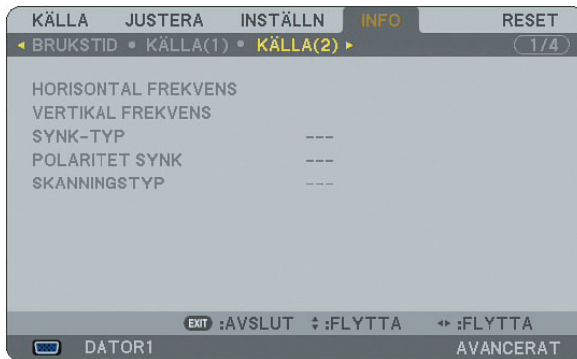 KÄLLA JUSTERA INSTÄLLN INFO RESET
◂ BRUKSTID • KÄLLA(1) • KÄLLA(2) ▸ 1/4
HORISONTAL FREKVENS
VERTIKAL FREKVENS
SYNK-TYP ---
POLARITET SYNK ---
SKANNINGSTYP ---
EXIT :AVSLUT :FLYTTA :FLYTTA
DATOR1 AVANCERAT